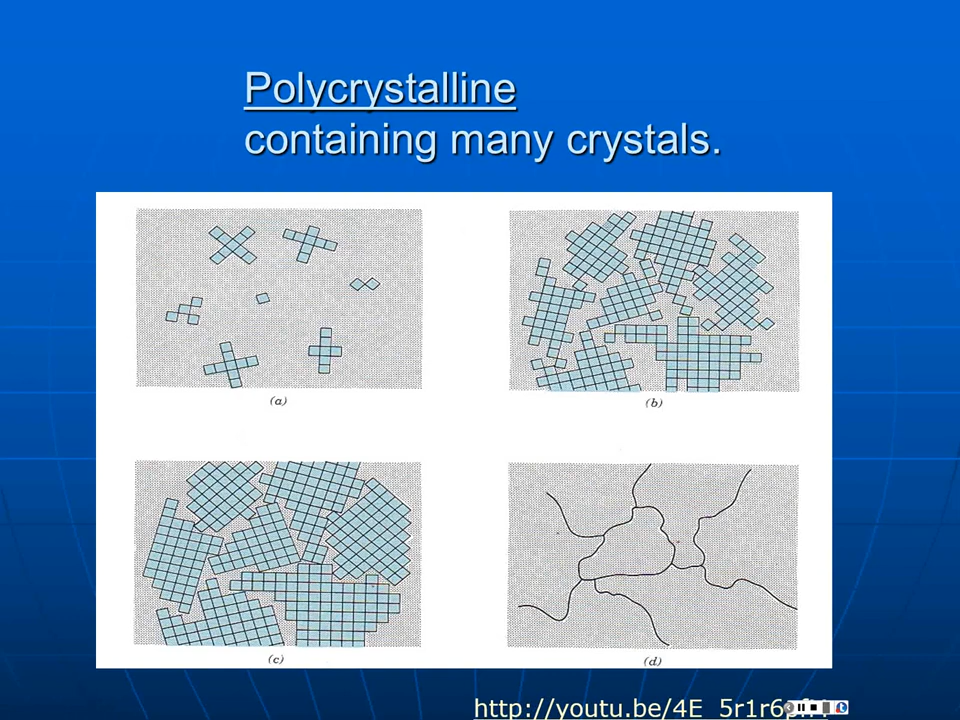 Polycrystalline
containing many crystals.
(a)
(b)
(c)
(d)